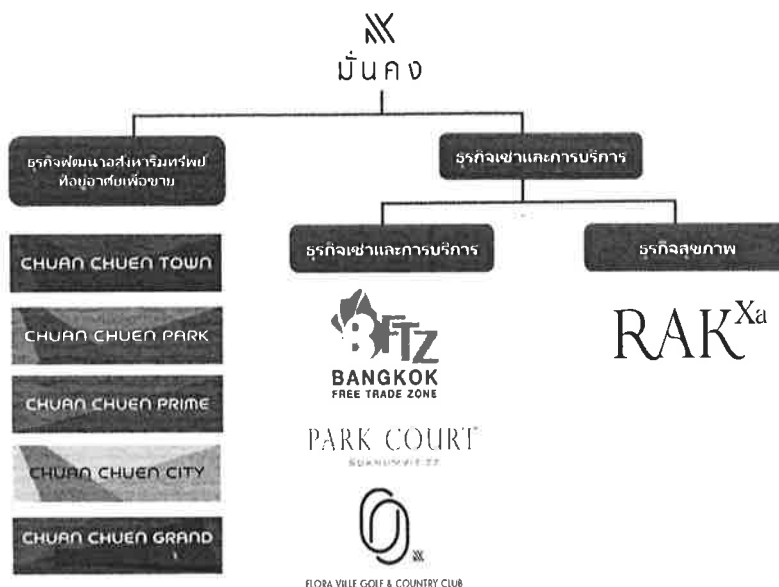 มั่นคง
ธุรกิจพัฒนาอสังหาริมทรัพย์
ที่อยู่อาศัยเพื่อขาย
ธุรกิจเช่าและการบริการ
ธุรกิจเช่าและการบริการ
ธุรกิจสุขภาพ
CHUAN CHUEN TOWN
CHUAN CHUEN PARK
CHUAN CHUEN PRIME
CHUAN CHUEN CITY
CHUAN CHUEN GRAND
BFTZ
BANGKOK
FREE TRADE ZONE
PARK COURT
FLORA VILLE GOLF & COUNTRY CLUB
RAKXa